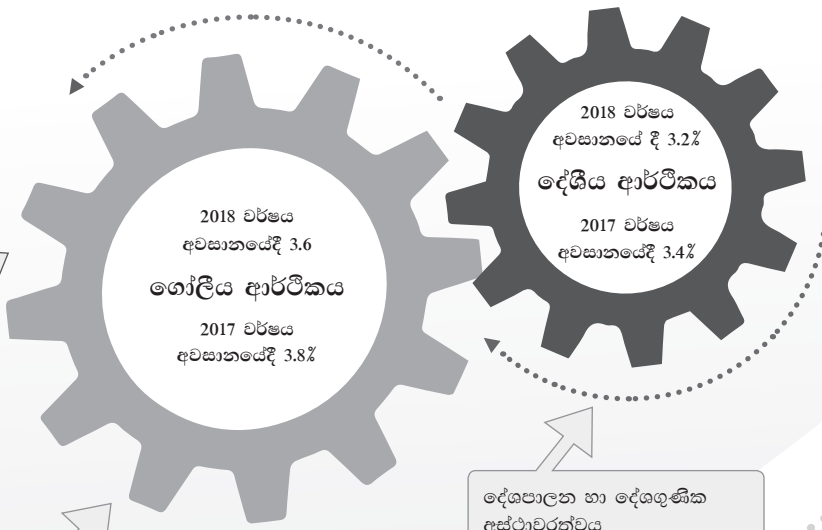 2018 වර්ෂය
අවසානයේදී 3.6
ගෝලීය ආර්ථිකය
2017 වර්ෂය
අවසානයේදී 3.8%
2018 වර්ෂය
අවසානයේ දී 3.2%
දේශීය ආර්ථිකය
2017 වර්ෂය
අවසානයේදී 3.4%
දේශපාලන හා දේශගුණික
අස්ථාවරත්වය